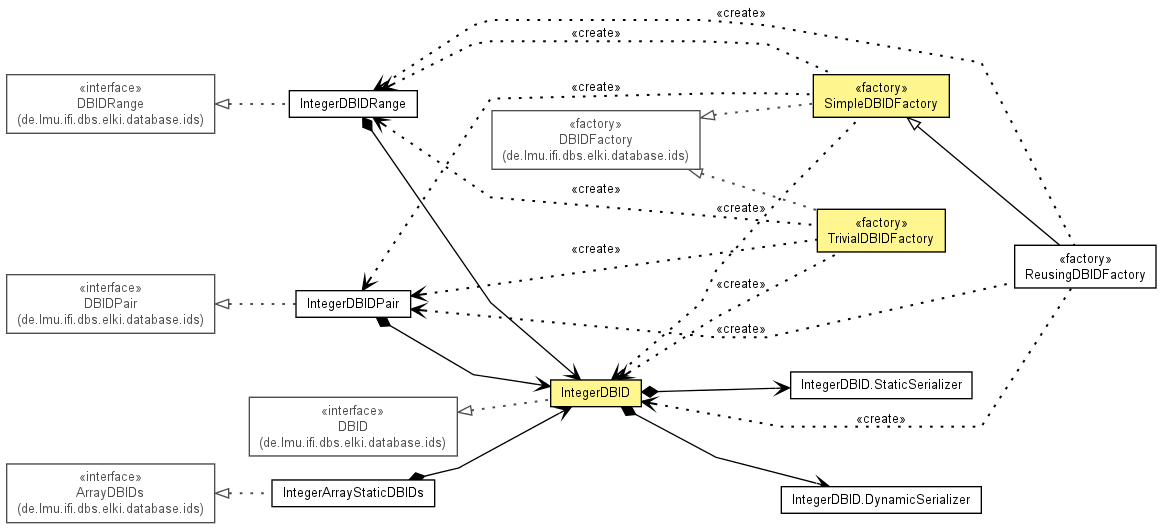 «create»
«create»
«interface»
DBIDRange
(de.lmu.ifi.dbs.elki.database.ids)
IntegerDBIDRange
«create»
«factory»
SimpleDBIDFactory
«factory»
DBIDFactory
(de.lmu.ifi.dbs.elki.database.ids)
«create»
«create»
«factory»
TrivialDBIDFactory
«create»
«factory»
ReusingDBIDFactory
«interface»
DBIDPair
(de.lmu.ifi.dbs.elki.database.ids)
IntegerDBIDPair
«create»
«create»
IntegerDBID
IntegerDBID.StaticSerializer
«interface»
DBID
(de.lmu.ifi.dbs.elki.database.ids)
«create»
«interface»
ArrayDBIDs
(de.lmu.ifi.dbs.elki.database.ids)
IntegerArrayStaticDBIDs
IntegerDBID.DynamicSerializer